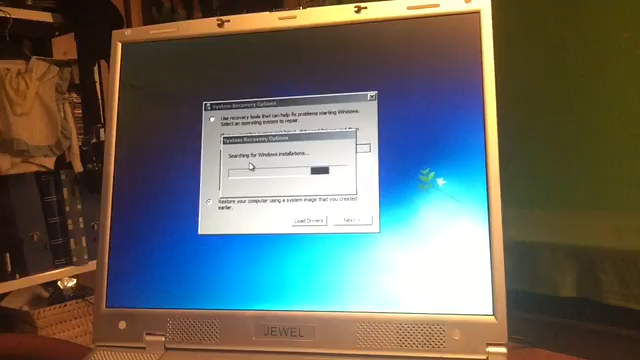 System Recovery Options
Use recovery tools that can help fix problems starting Windows.
Select an operating system to repair.
System Recovery Options
Searching for Windows installations...
Restore your computer using a system image that you created
earlier.
Load Drivers
Next >
JEWEL